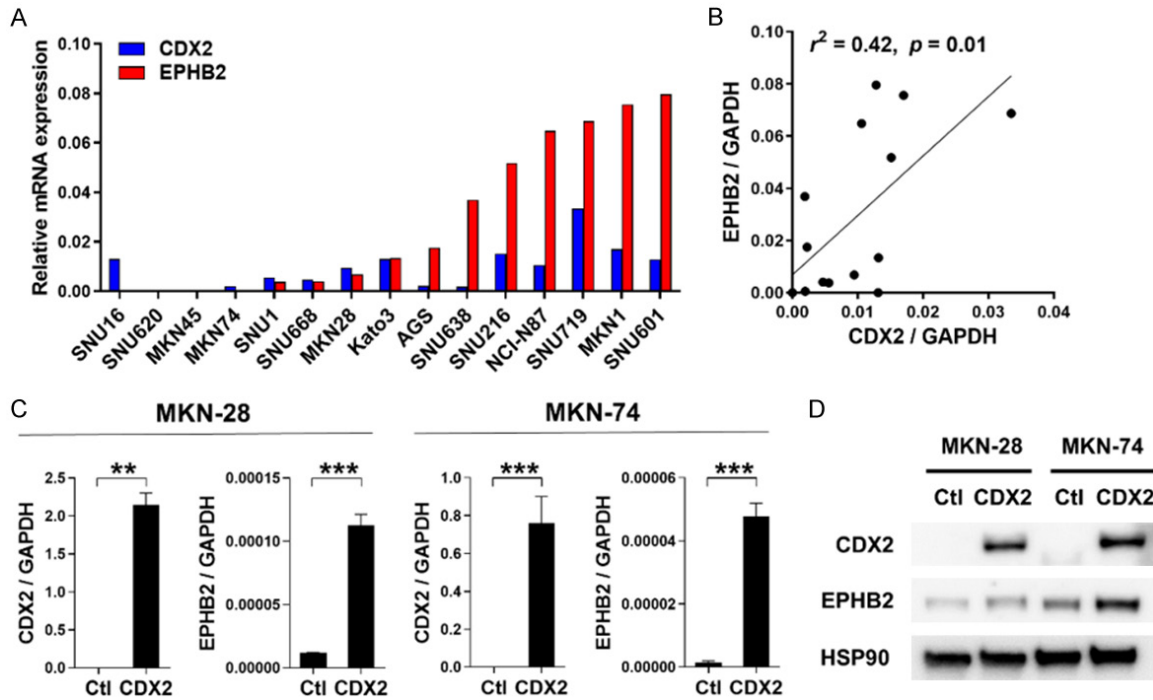 A
Relative mRNA expression
0.10
0.08
0.06
0.04
0.02
0.00
CDX2
EPHB2
SNU16
SNU620
MKN45
MKN74
SNU1
SNU668
MKN28
Kato3
AGS
SNU638
SNU216
NCI-N87
SNU719
MKN1
SNU601
B
r² = 0.42, p = 0.01
EPHB2 / GAPDH
0.10
0.08
0.06
0.04
0.02
0.00
0.00 0.01 0.02 0.03 0.04
CDX2 / GAPDH
C
MKN-28
CDX2 / GAPDH
2.5
2.0
1.5
1.0
0.5
0.0
**
Ctl CDX2
EPHB2 / GAPDH
0.00015
0.00010
0.00005
0.00000
***
Ctl CDX2
MKN-74
CDX2 / GAPDH
1.0
0.8
0.6
0.4
0.2
0.0
***
Ctl CDX2
EPHB2 / GAPDH
0.00006
0.00004
0.00002
0.00000
***
Ctl CDX2
D
MKN-28 MKN-74
Ctl CDX2 Ctl CDX2
CDX2
EPHB2
HSP90